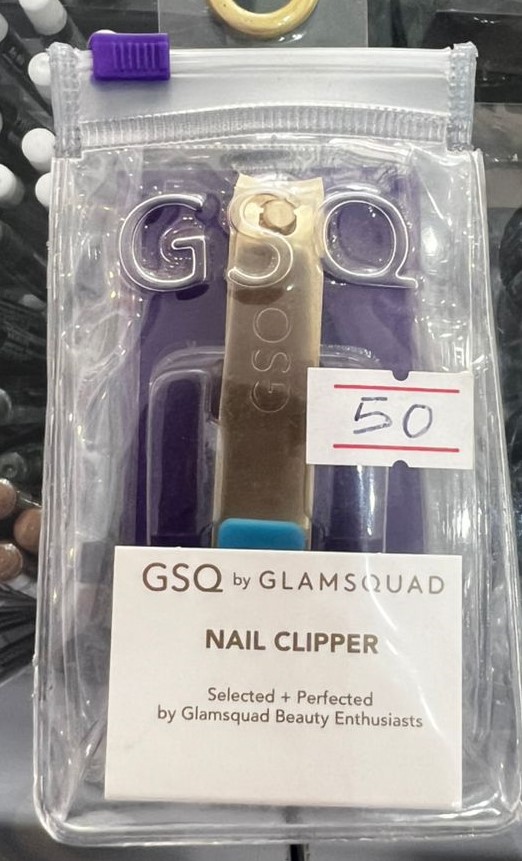 GSQ
GSQ
50
GSQ by GLAMSQUAD
NAIL CLIPPER
Selected + Perfected
by Glamsquad Beauty Enthusiasts